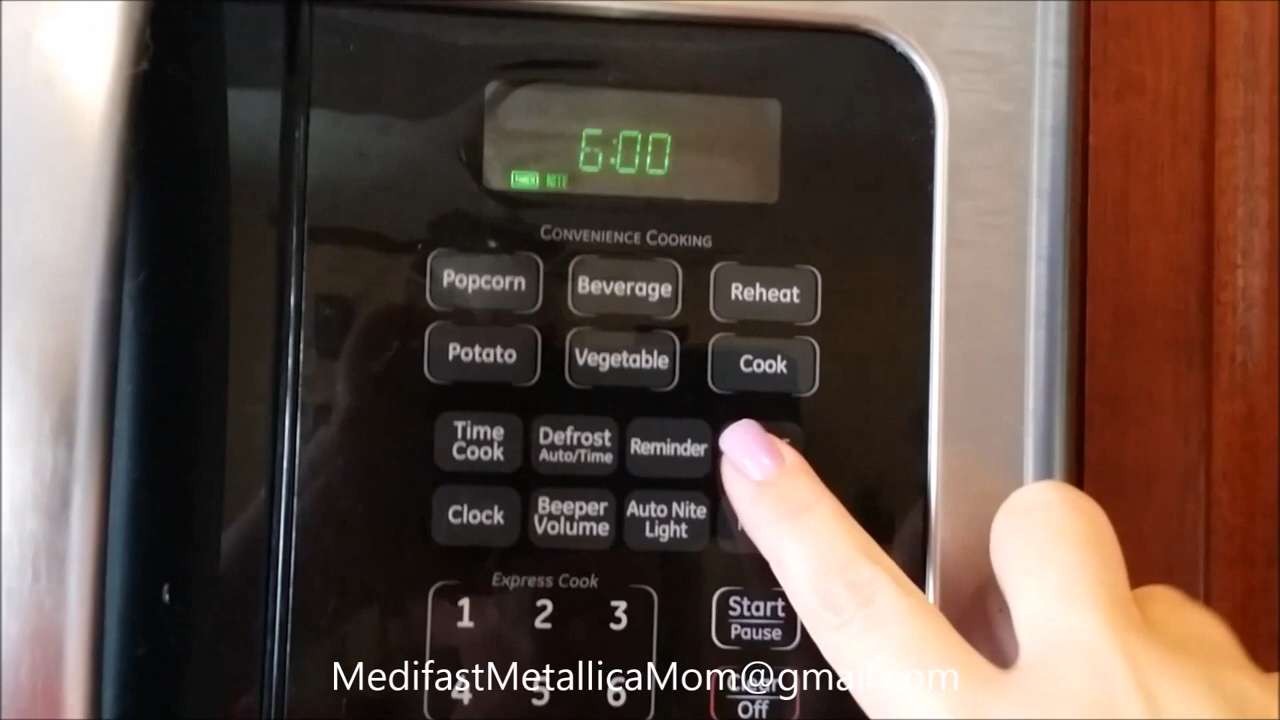 6:00
NITE
CONVENIENCE COOKING
Popcorn Beverage Reheat
Potato Vegetable Cook
Time Cook
Defrost Auto/Time
Reminder
Clock
Beeper Volume
Auto Nite Light
Express Cook
1 2 3
Start Pause
4 5 6
Off
MedifastMetallicaMom@gmail.com